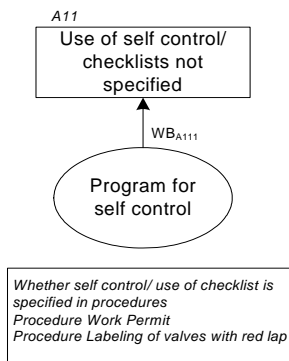 A11
Use of self control/
checklists not
specified
WBA111
Program for
self control
Whether self control/ use of checklist is
specified in procedures
Procedure Work Permit
Procedure Labeling of valves with red lap